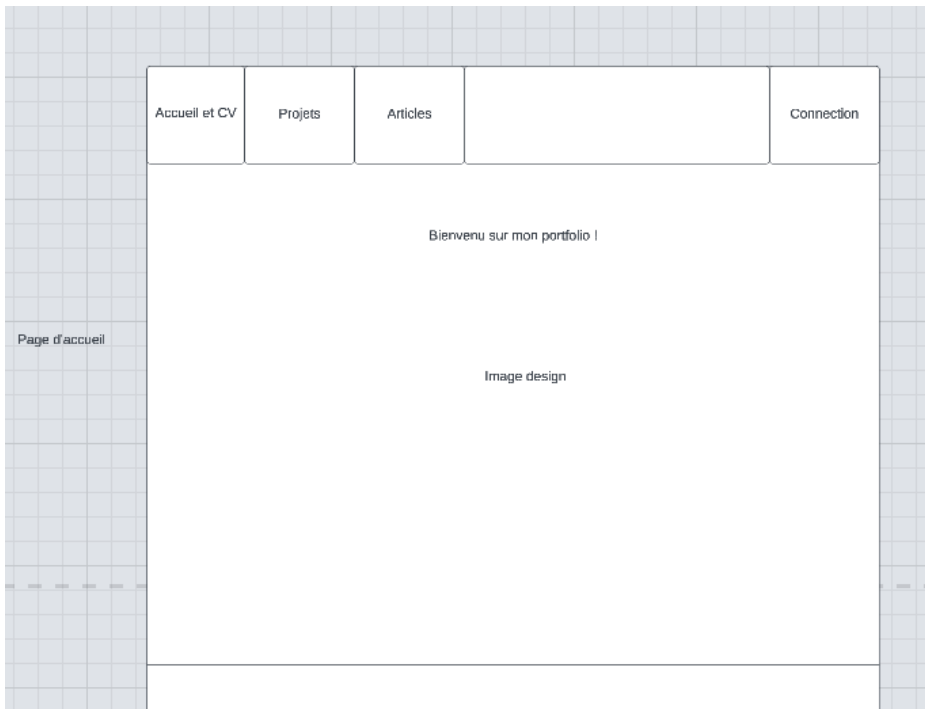 Accueil et CV
Projets
Articles
Connection
Bienvenu sur mon portfolio !
Page d'accueil
Image design